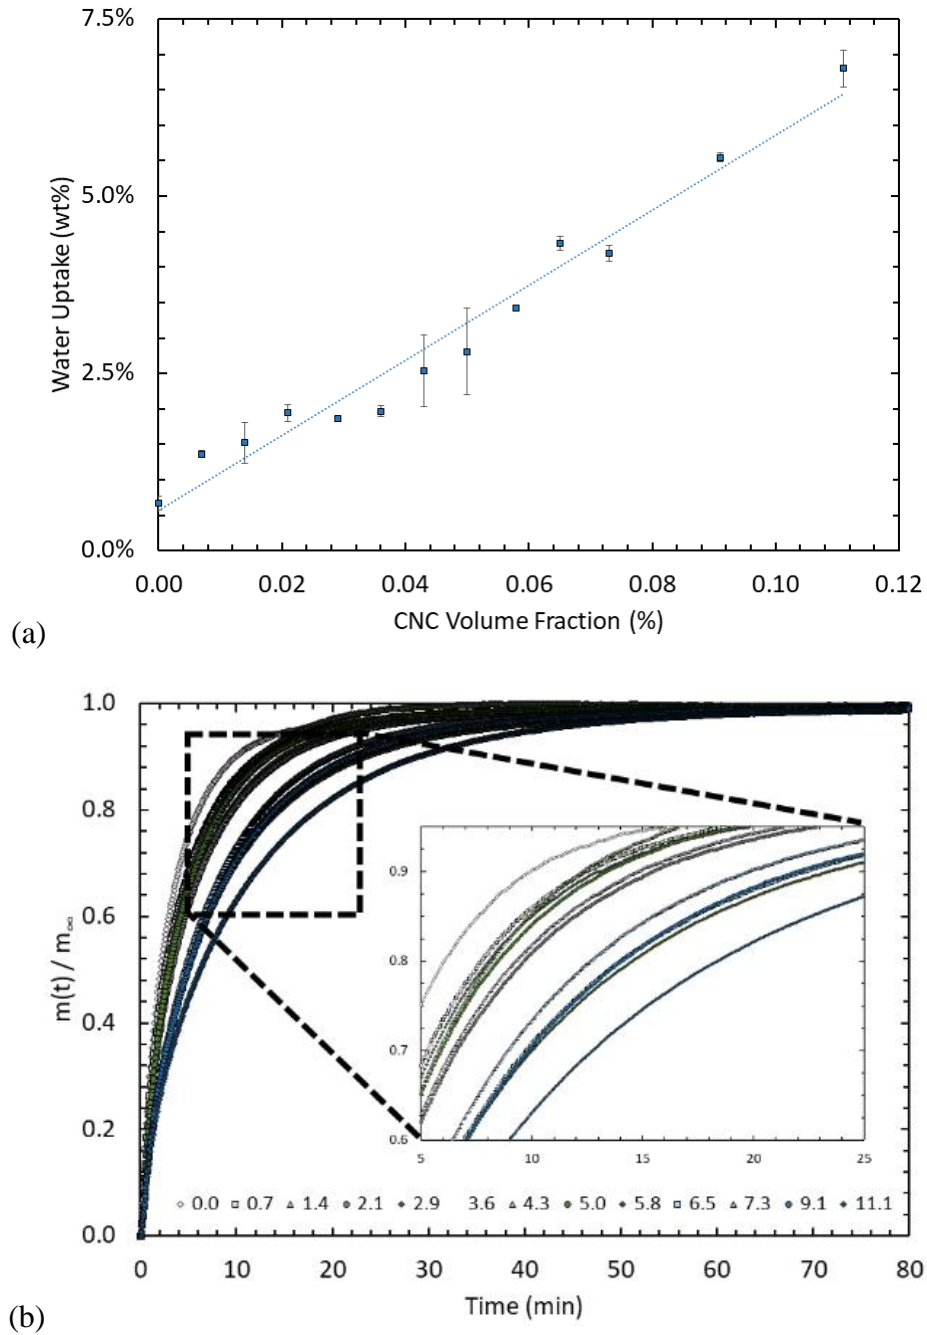 7.5%
5.0%
2.5%
0.0%
Water Uptake (wt%)
0.00 0.02 0.04 0.06 0.08 0.10 0.12
CNC Volume Fraction (%)
(a)
1.0
0.8
0.6
0.4
0.2
0.0
m(t) / m∞
0.9
0.8
0.7
0.6
5 10 15 20 25
0.0 0.7 1.4 2.1 2.9 3.6 4.3 5.0 5.8 6.5 7.3 9.1 11.1
0 10 20 30 40 50 60 70 80
Time (min)
(b)